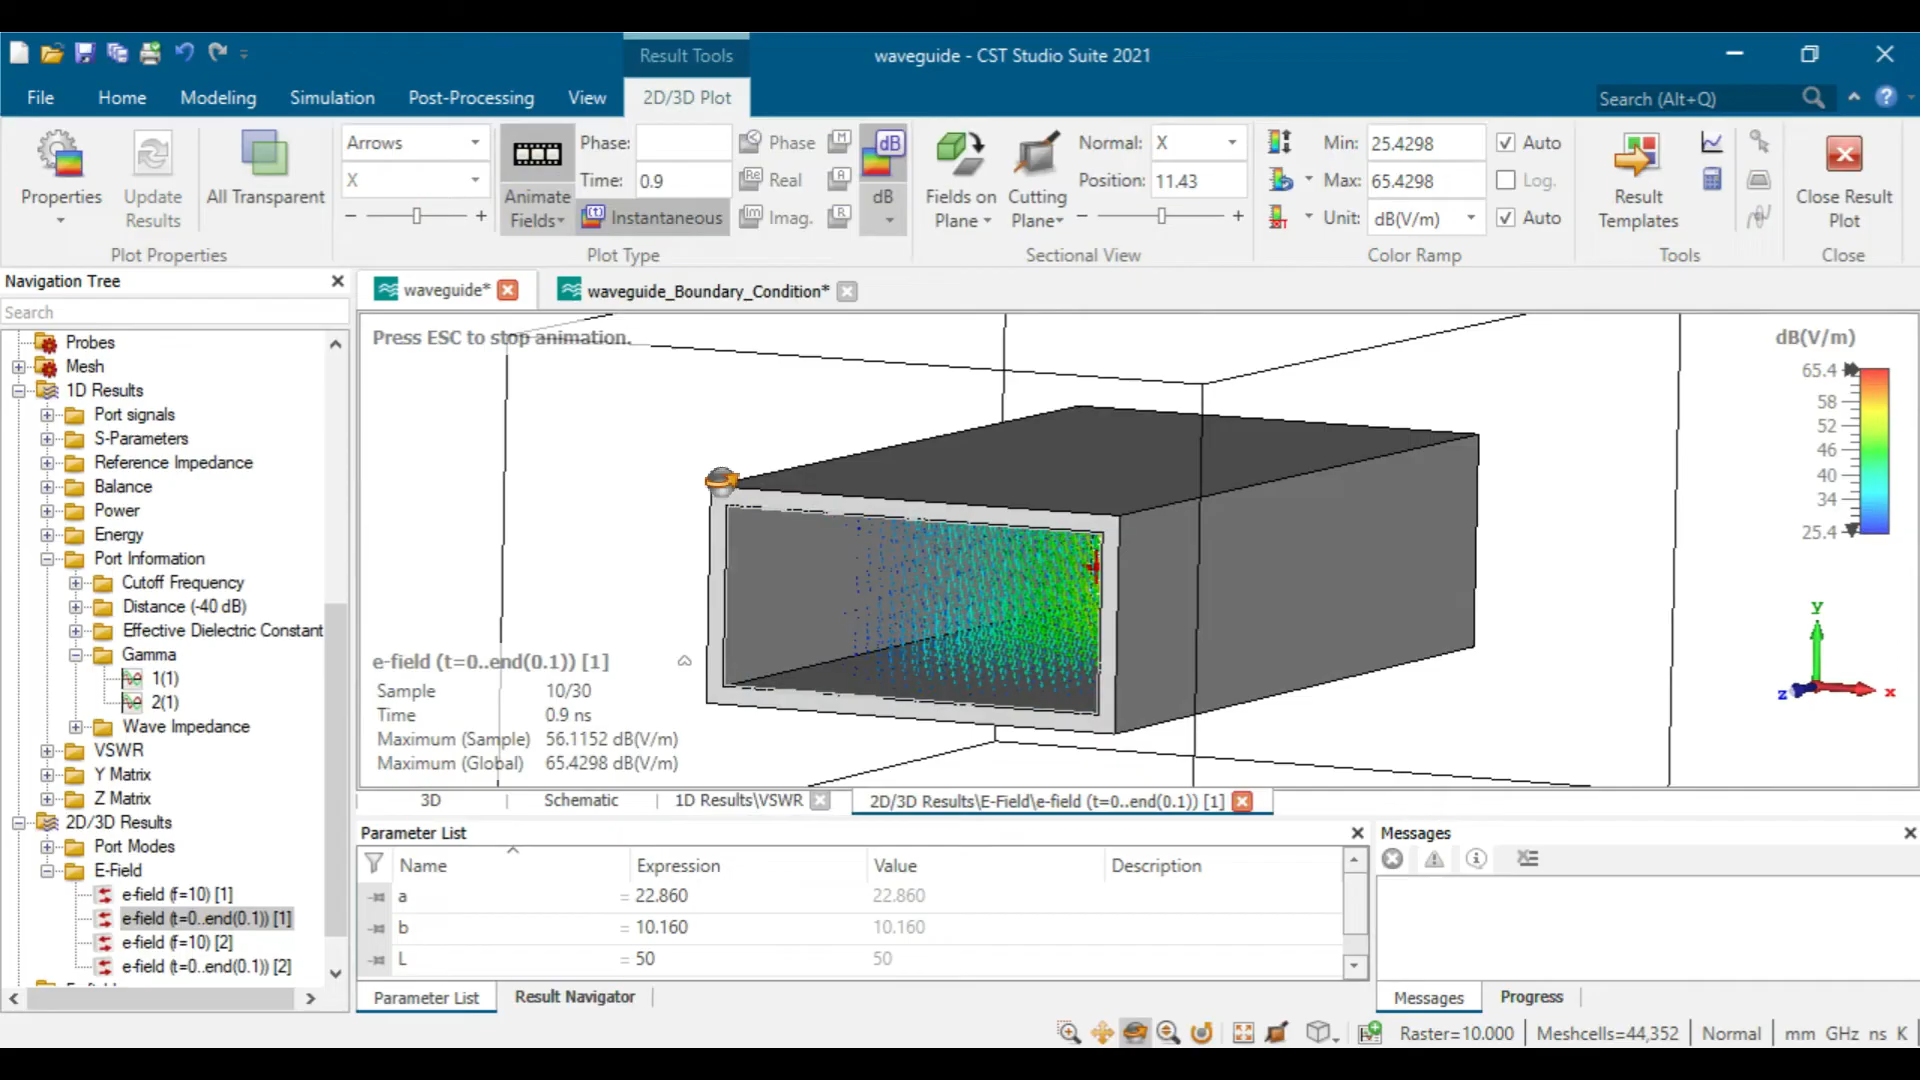 Result Tools
waveguide - CST Studio Suite 2021
File Home Modeling Simulation Post-Processing View 2D/3D Plot
Search (Alt+Q)
Properties
Update Results
All Transparent
Plot Properties
Arrows
X
Animate Fields
Phase:
Time: 0.9
Instantaneous
Phase
Real
Imag.
dB
dB
Plot Type
Fields on Plane
Cutting Plane
Normal: X
Position: 11.43
Sectional View
Min: 25.4298 Auto
Max: 65.4298 Log.
Unit: dB(V/m) Auto
Color Ramp
Result Templates
Tools
Close Result Plot
Close
Navigation Tree
Search
Probes
Mesh
1D Results
Port signals
S-Parameters
Reference Impedance
Balance
Power
Energy
Port Information
Cutoff Frequency
Distance (-40 dB)
Effective Dielectric Constant
Gamma
1(1)
2(1)
Wave Impedance
VSWR
Y Matrix
Z Matrix
2D/3D Results
Port Modes
E-Field
e-field (f=10) [1]
e-field (t=0..end(0.1)) [1]
e-field (f=10) [2]
e-field (t=0..end(0.1)) [2]
waveguide*
waveguide_Boundary_Condition*
Press ESC to stop animation.
dB(V/m)
65.4
58
52
46
40
34
25.4
y
z
x
e-field (t=0..end(0.1)) [1]
Sample 10/30
Time 0.9 ns
Maximum (Sample) 56.1152 dB(V/m)
Maximum (Global) 65.4298 dB(V/m)
3D
Schematic
1D Results\VSWR
2D/3D Results\E-Field\e-field (t=0..end(0.1)) [1]
Parameter List
Name Expression Value Description
a = 22.860 22.860
b = 10.160 10.160
L = 50 50
Parameter List Result Navigator
Messages
Messages Progress
Raster=10.000 Meshcells=44,352 Normal mm GHz ns K